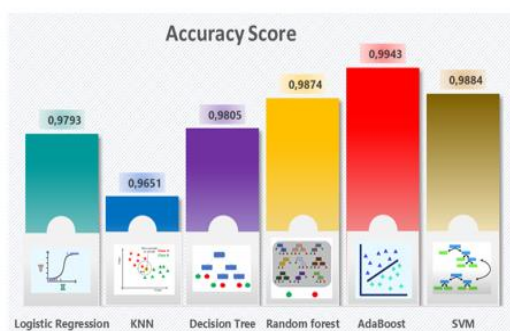 Accuracy Score
0,9793
0,9651
0,9805
0,9874
0,9943
0,9884
Logistic Regression
KNN
Decision Tree
Random forest
AdaBoost
SVM